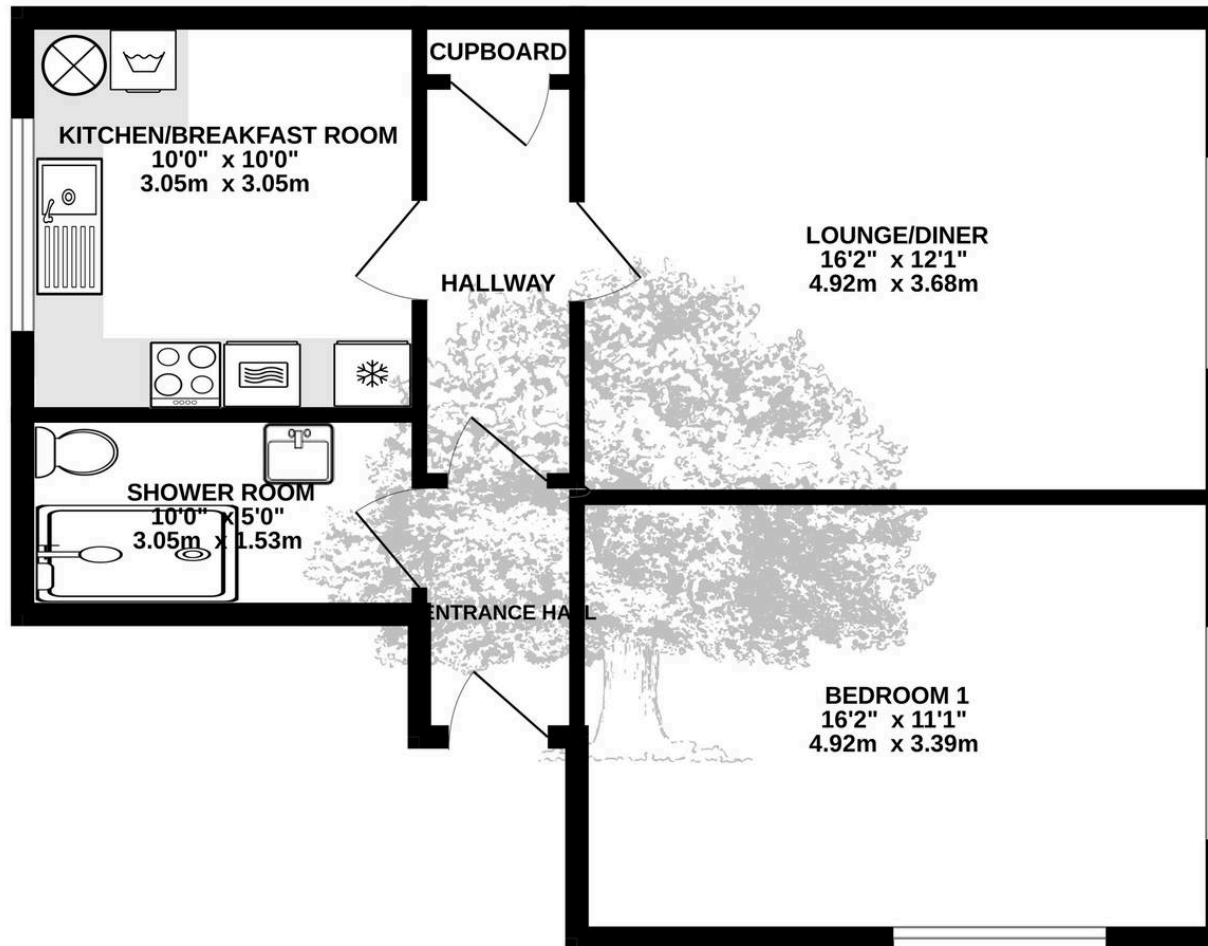 CUPBOARD
KITCHEN/BREAKFAST ROOM
10'0" x 10'0"
3.05m x 3.05m
LOUNGE/DINER
16'2" x 12'1"
4.92m x 3.68m
HALLWAY
SHOWER ROOM
10'0" x 5'0"
3.05m x 1.53m
ENTRANCE HALL
BEDROOM 1
16'2" x 11'1"
4.92m x 3.39m